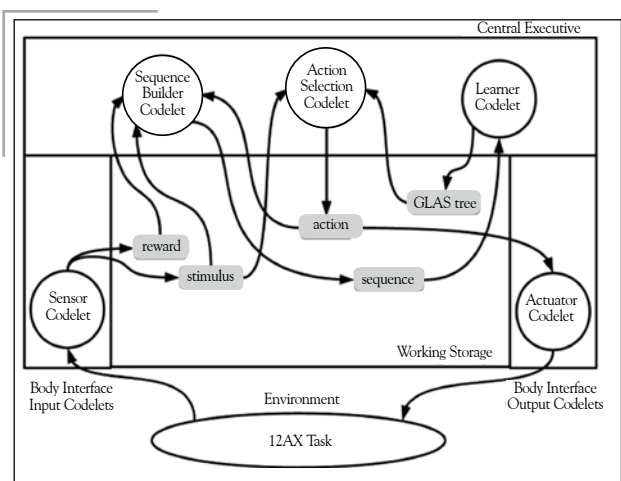 Central Executive
Sequence
Builder
Codelet
Action
Selection
Codelet
Learner
Codelet
GLAS tree
action
reward
stimulus
sequence
Sensor
Codelet
Actuator
Codelet
Working Storage
Body Interface
Input Codelets
Environment
Body Interface
Output Codelets
12AX Task